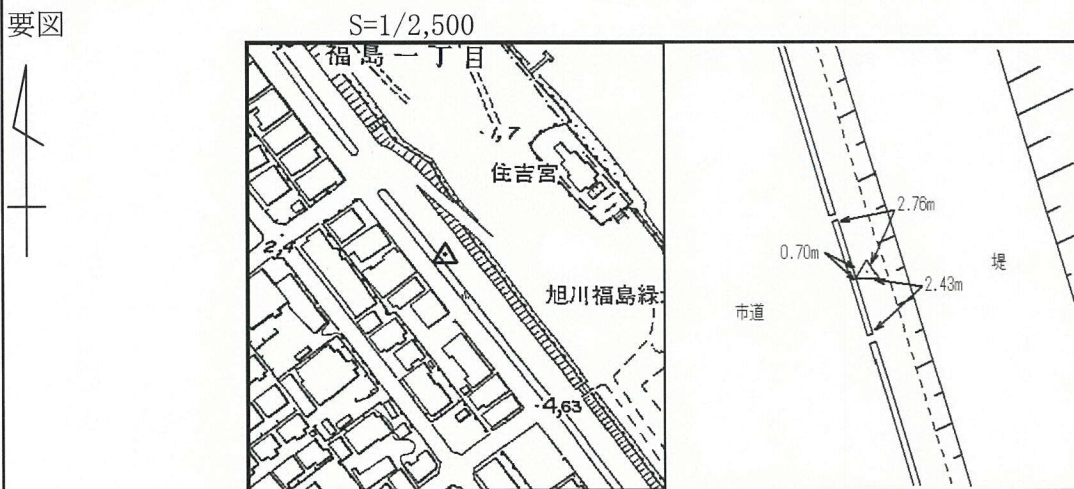 要図
S=1/2,500
福島一丁目
-1,7
住吉宮
2,4
旭川福島緑
-4,63
2.76m
0.70m
2.43m
堤
市道